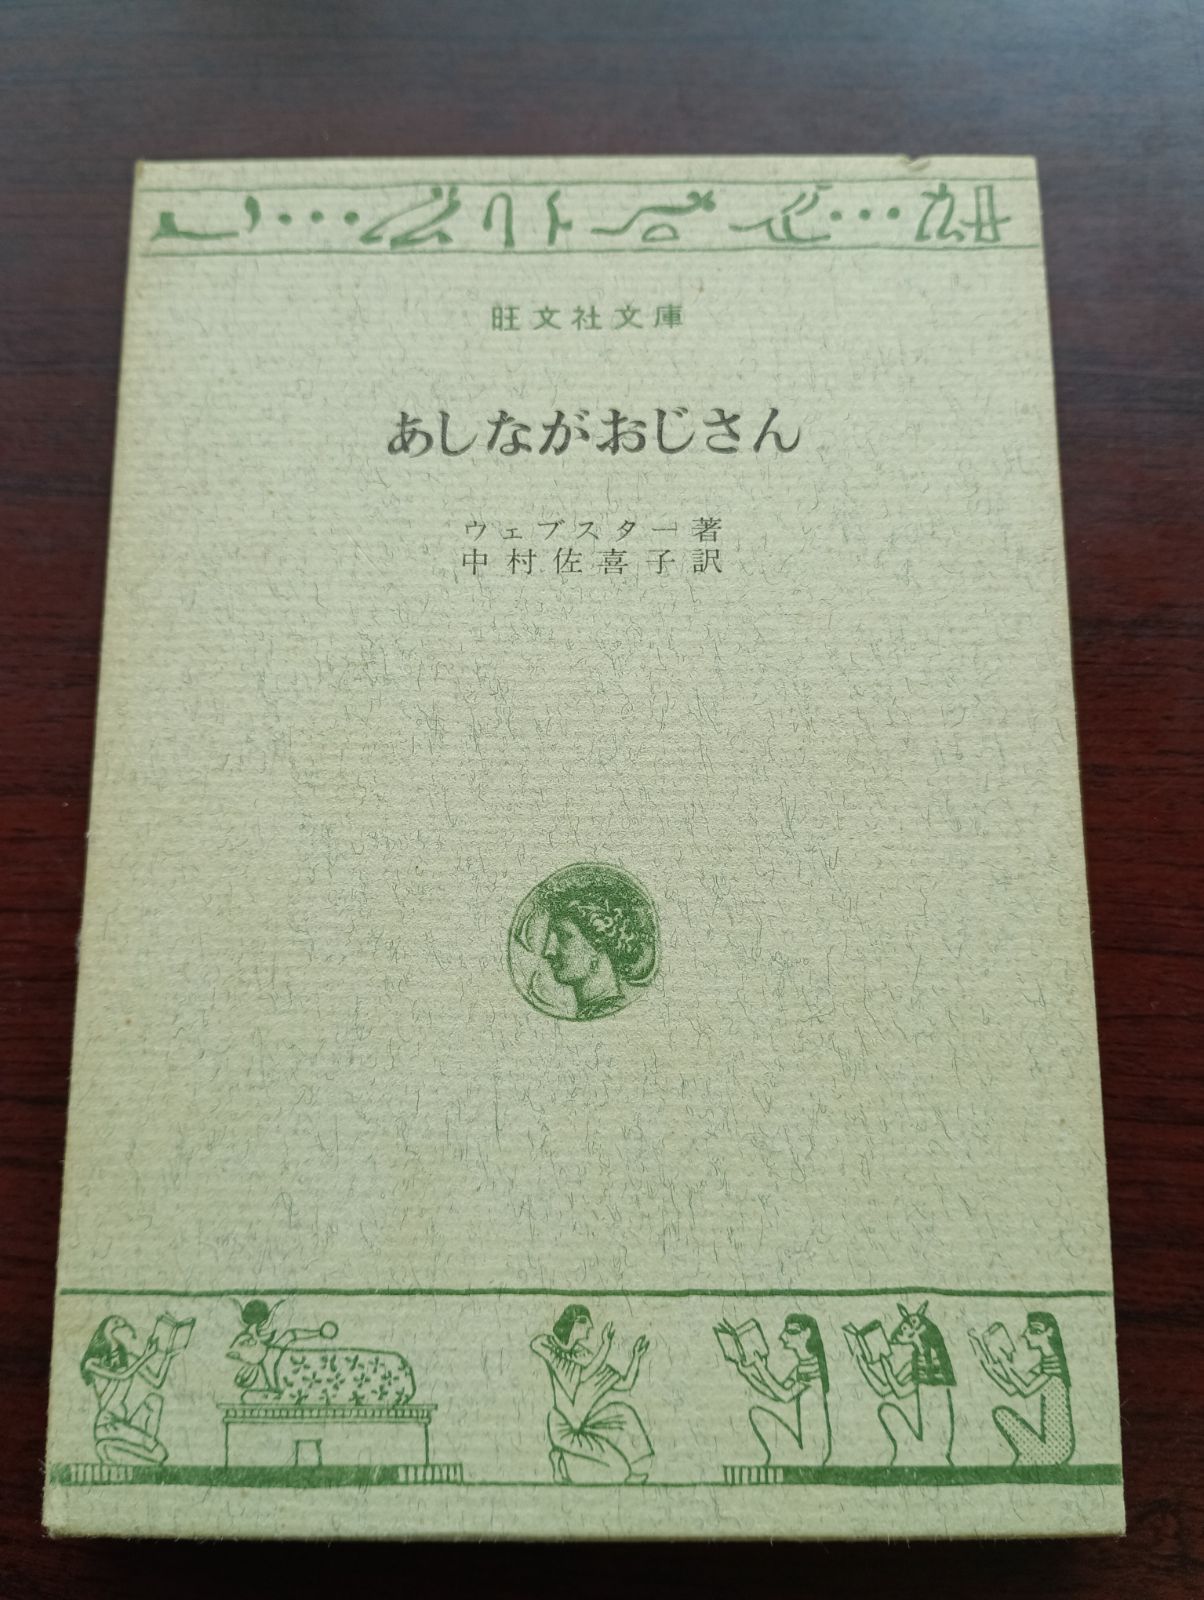 旺文社文庫
あしながおじさん
ウェブスター著
中村佐喜子訳